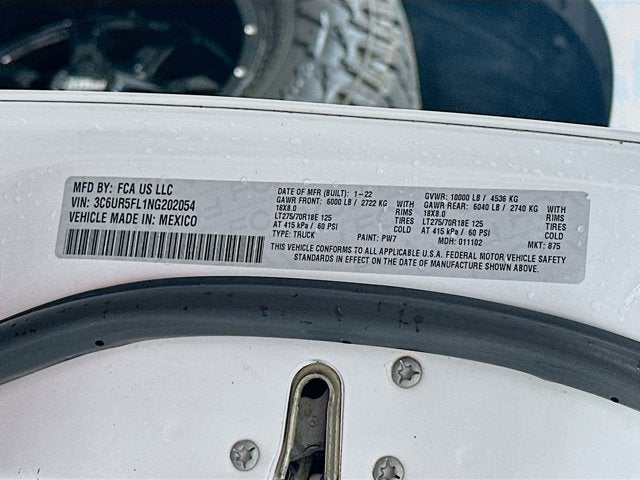 MFD BY: FCA US LLC
VIN: 3C6UR5FL1NG202054
VEHICLE MADE IN: MEXICO
DATE OF MFR (BUILT): 1-22 GVWR: 10000 LB / 4536 KG
GAWR FRONT: 6000 LB / 2722 KG WITH GAWR REAR: 6040 LB / 2740 KG WITH
18X8.0 RIMS 18X8.0 RIMS
LT275/70R18E 125 TIRES LT275/70R18E 125 TIRES
AT 415 kPa / 60 PSI COLD AT 415 kPa / 60 PSI COLD
TYPE: TRUCK PAINT: PW7 MDH: 011102 MKT: 875
THIS VEHICLE CONFORMS TO ALL APPLICABLE U.S.A. FEDERAL MOTOR VEHICLE SAFETY
STANDARDS IN EFFECT ON THE DATE OF MANUFACTURE SHOWN ABOVE.